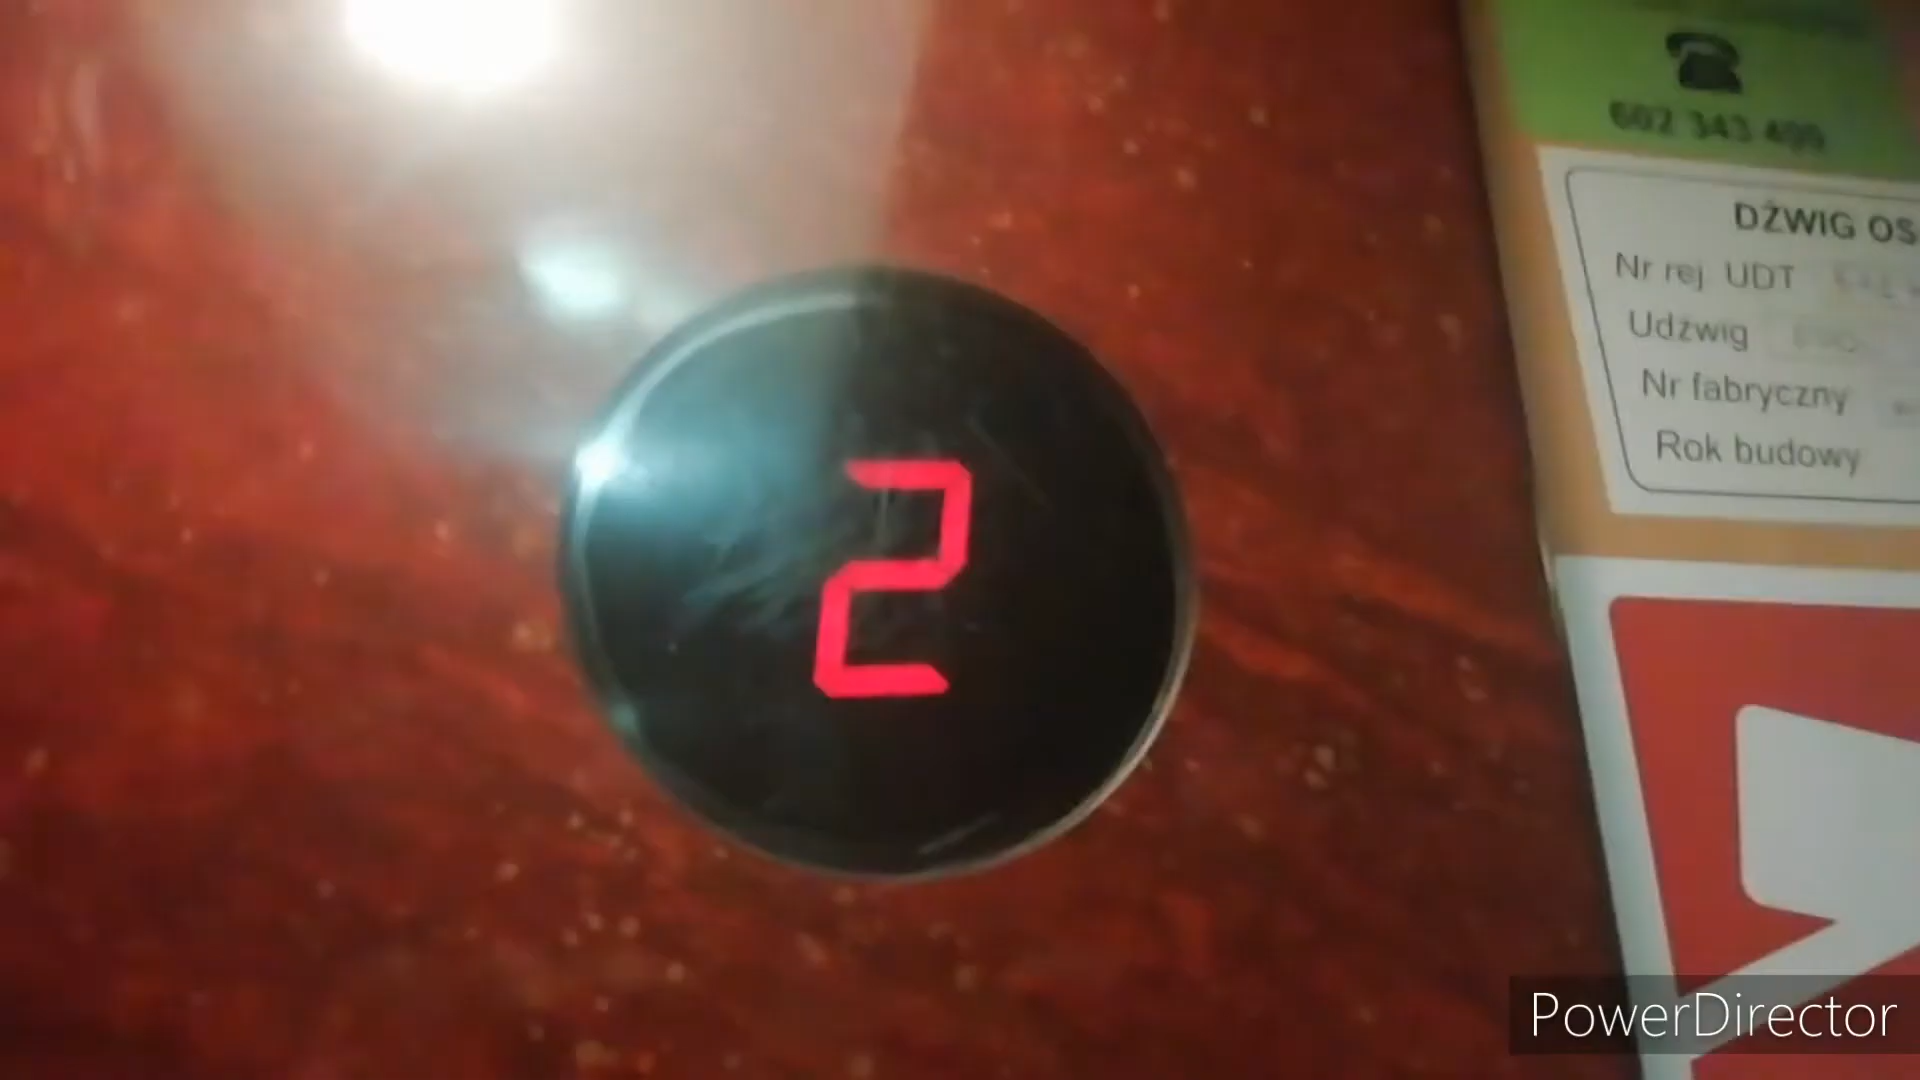 2
602 343 499
DŹWIG OS
Nr rej. UDT
Udźwig
Nr fabryczny
Rok budowy
PowerDirector